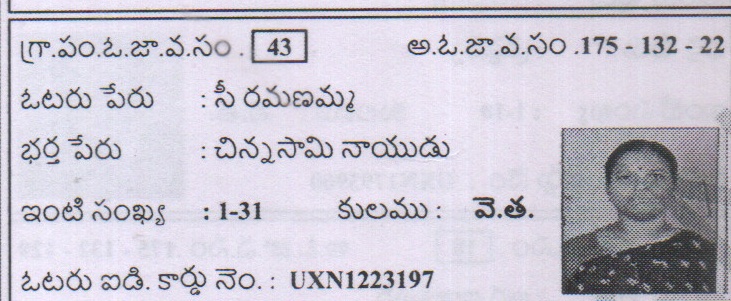 గ్రా.పం.ఓ.జా.వ.సం 43 అ.ఓ.జా.వ.సం .175 - 132 - 22
ఓటరు పేరు : సీ రమణమ్మ
భర్త పేరు : చిన్నసామి నాయుడు
ఇంటి సంఖ్య : 1-31 కులము వె.త.
ఓటరు ఐడి. కార్డు నెం. : UXN1223197